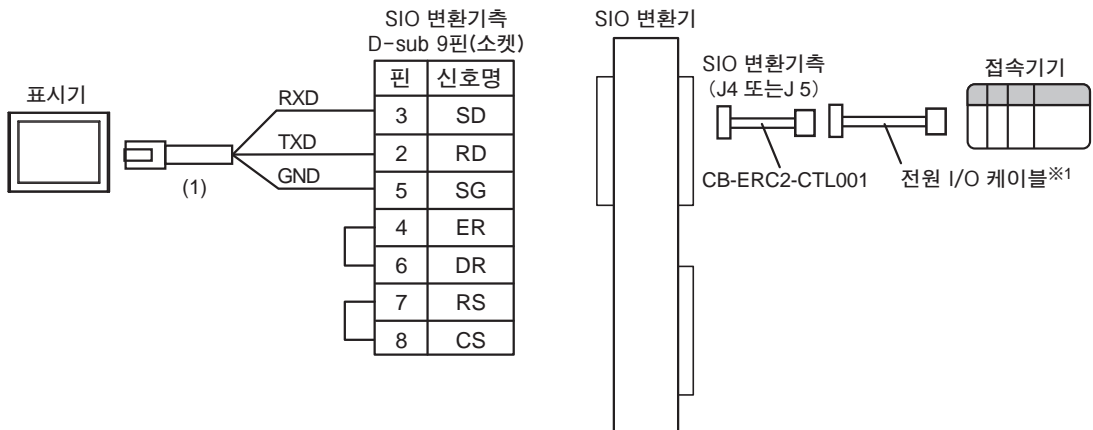 SIO 변환기측
D-sub 9핀(소켓)
표시기
RXD
TXD
GND
(1)
핀 신호명
3 SD
2 RD
5 SG
4 ER
6 DR
7 RS
8 CS
SIO 변환기
SIO 변환기측
(J4 또는J 5)
CB-ERC2-CTL001
접속기기
전원 I/O 케이블※1